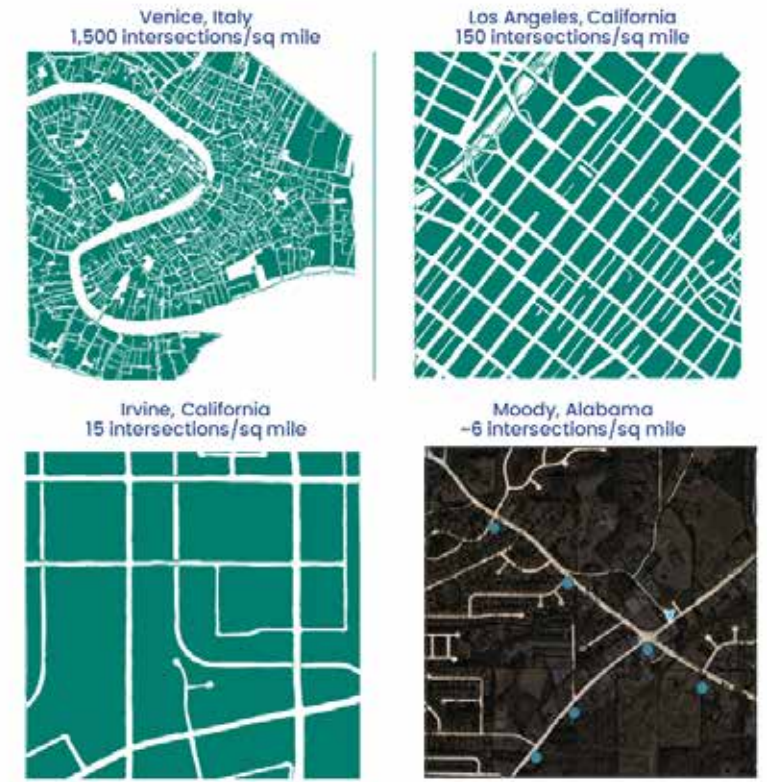 Venice, Italy
1,500 intersections/sq mile
Los Angeles, California
150 intersections/sq mile
Irvine, California
15 intersections/sq mile
Moody, Alabama
~6 intersections/sq mile